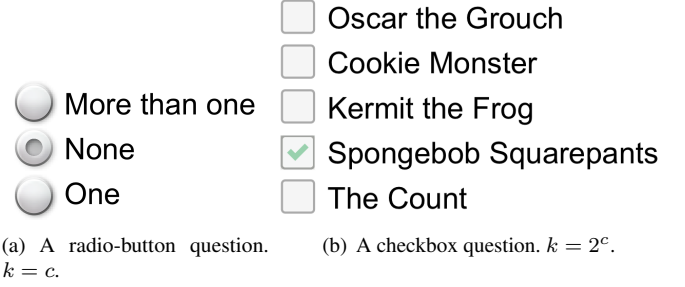 More than one
None
One
(a) A radio-button question.
k = c.
Oscar the Grouch
Cookie Monster
Kermit the Frog
Spongebob Squarepants
The Count
(b) A checkbox question. k = 2ᶜ.